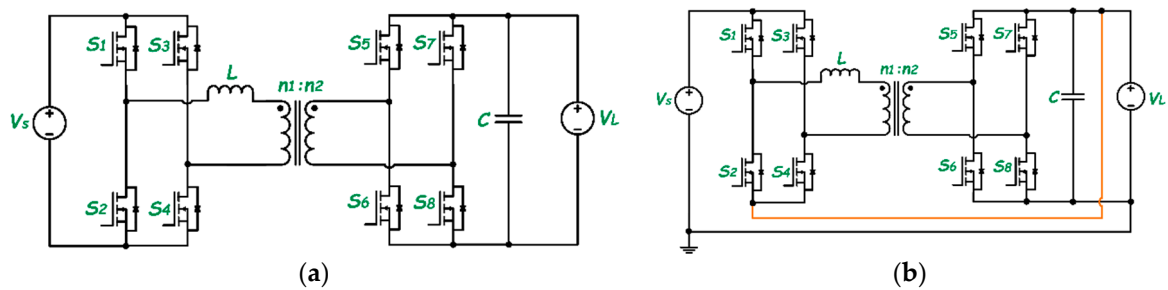 S1 S3 S5 S7
L
n1:n2
Vs
C
VL
S2 S4 S6 S8
(a)
S1 S3 S5 S7
L
n1:n2
Vs
C
VL
S2 S4 S6 S8
(b)